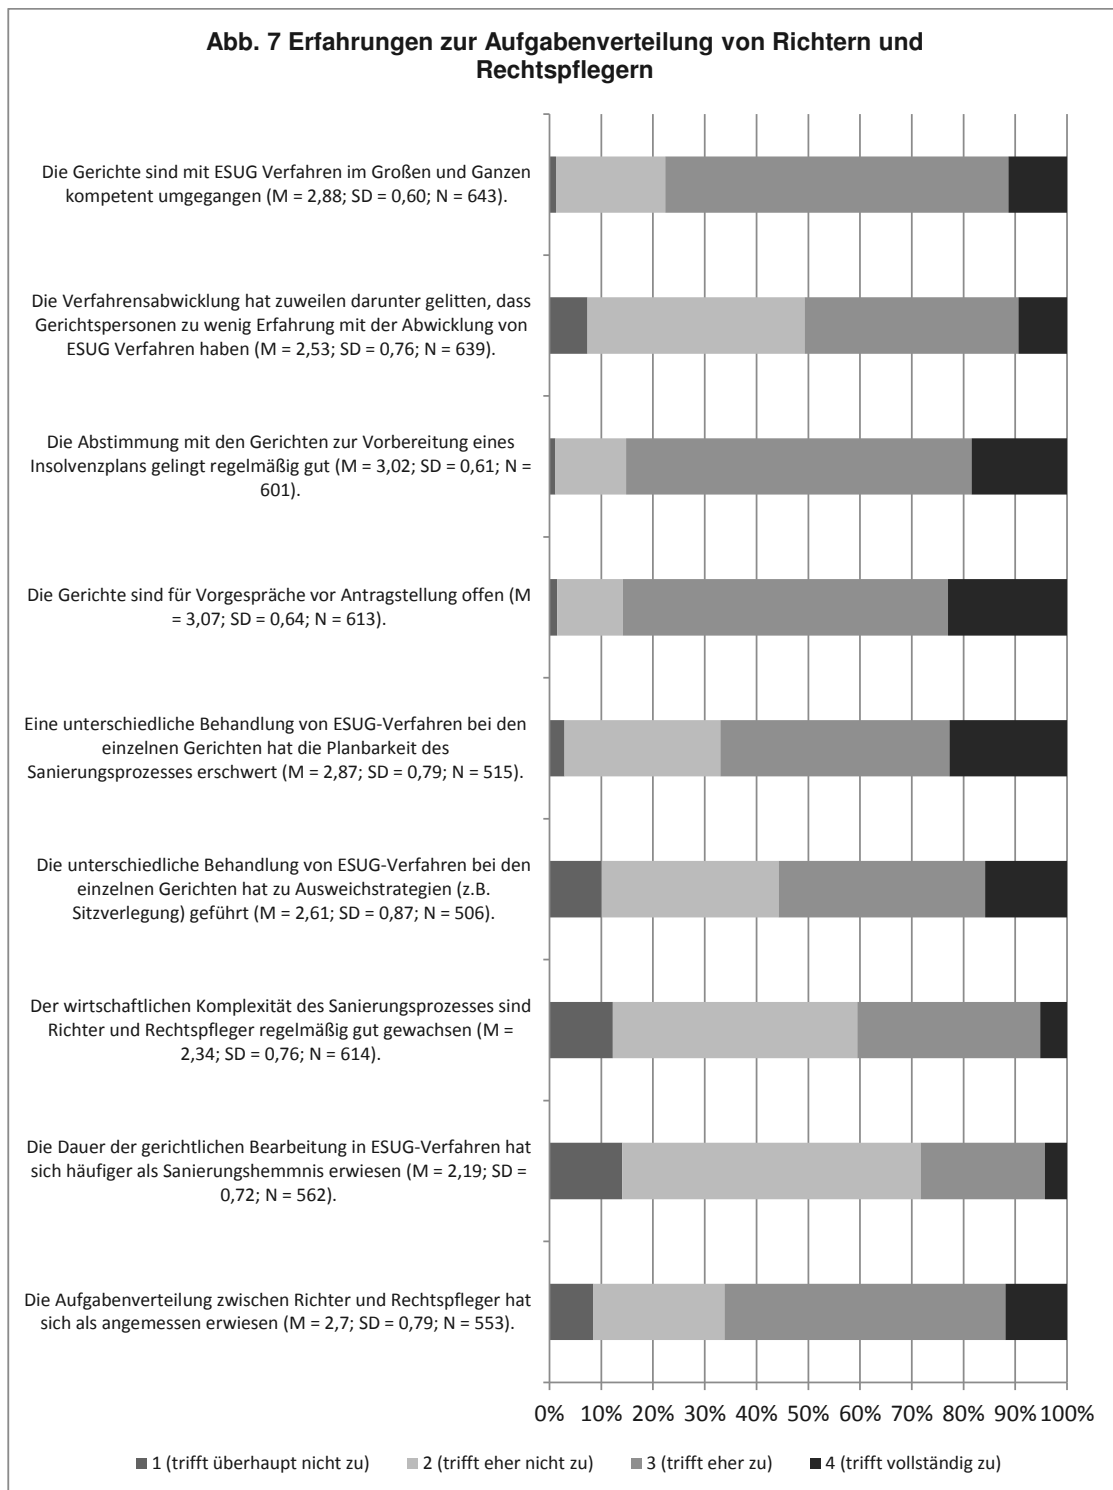 Abb. 7 Erfahrungen zur Aufgabenverteilung von Richtern und
Rechtspflegern
Die Gerichte sind mit ESUG Verfahren im Großen und Ganzen
kompetent umgegangen (M = 2,88; SD = 0,60; N = 643).
Die Verfahrensabwicklung hat zuweilen darunter gelitten, dass
Gerichtspersonen zu wenig Erfahrung mit der Abwicklung von
ESUG Verfahren haben (M = 2,53; SD = 0,76; N = 639).
Die Abstimmung mit den Gerichten zur Vorbereitung eines
Insolvenzplans gelingt regelmäßig gut (M = 3,02; SD = 0,61; N =
601).
Die Gerichte sind für Vorgespräche vor Antragstellung offen (M
= 3,07; SD = 0,64; N = 613).
Eine unterschiedliche Behandlung von ESUG-Verfahren bei den
einzelnen Gerichten hat die Planbarkeit des
Sanierungsprozesses erschwert (M = 2,87; SD = 0,79; N = 515).
Die unterschiedliche Behandlung von ESUG-Verfahren bei den
einzelnen Gerichten hat zu Ausweichstrategien (z.B.
Sitzverlegung) geführt (M = 2,61; SD = 0,87; N = 506).
Der wirtschaftlichen Komplexität des Sanierungsprozesses sind
Richter und Rechtspfleger regelmäßig gut gewachsen (M =
2,34; SD = 0,76; N = 614).
Die Dauer der gerichtlichen Bearbeitung in ESUG-Verfahren hat
sich häufiger als Sanierungshemmnis erwiesen (M = 2,19; SD =
0,72; N = 562).
Die Aufgabenverteilung zwischen Richter und Rechtspfleger hat
sich als angemessen erwiesen (M = 2,7; SD = 0,79; N = 553).
0% 10% 20% 30% 40% 50% 60% 70% 80% 90% 100%
1 (trifft überhaupt nicht zu) 2 (trifft eher nicht zu) 3 (trifft eher zu) 4 (trifft vollständig zu)